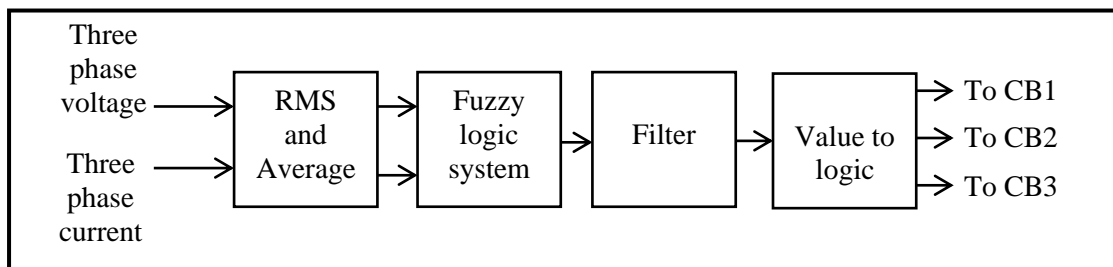 Three
phase
voltage
Three
phase
current
RMS
and
Average
Fuzzy
logic
system
Filter
Value to
logic
To CB1
To CB2
To CB3